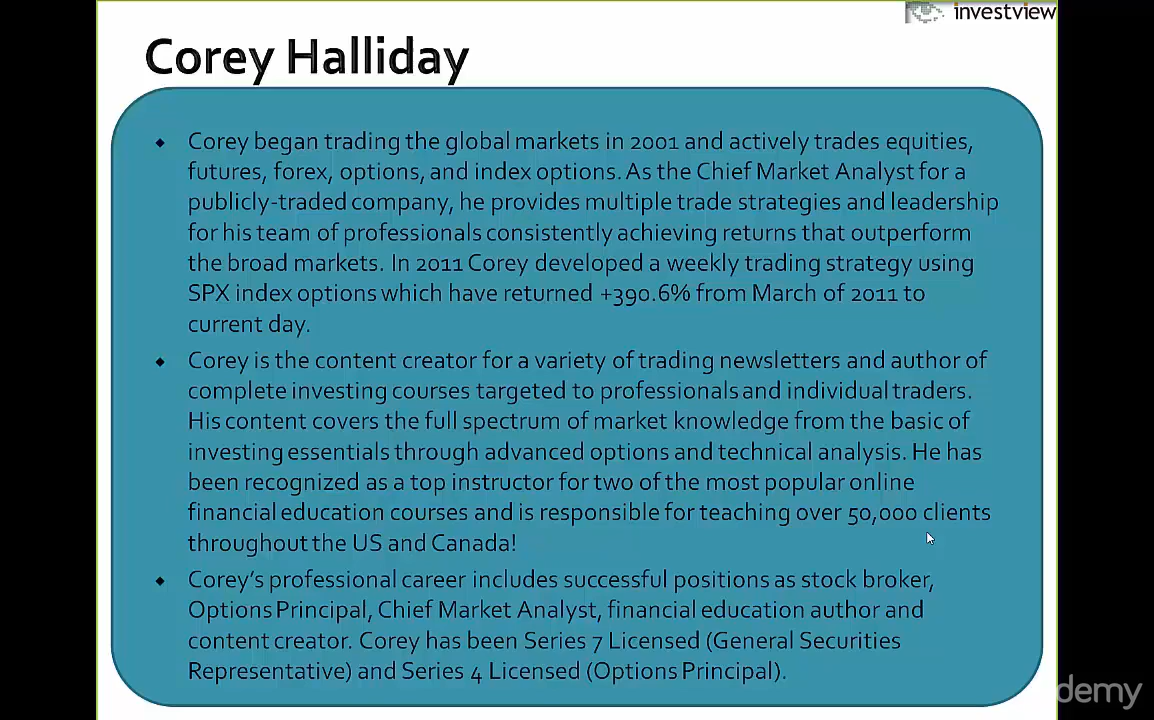 investview
Corey Halliday
Corey began trading the global markets in 2001 and actively trades equities,
futures, forex, options, and index options. As the Chief Market Analyst for a
publicly-traded company, he provides multiple trade strategies and leadership
for his team of professionals consistently achieving returns that outperform
the broad markets. In 2011 Corey developed a weekly trading strategy using
SPX index options which have returned +390.6% from March of 2011 to
current day.
Corey is the content creator for a variety of trading newsletters and author of
complete investing courses targeted to professionals and individual traders.
His content covers the full spectrum of market knowledge from the basic of
investing essentials through advanced options and technical analysis. He has
been recognized as a top instructor for two of the most popular online
financial education courses and is responsible for teaching over 50,000 clients
throughout the US and Canada!
Corey's professional career includes successful positions as stock broker,
Options Principal, Chief Market Analyst, financial education author and
content creator. Corey has been Series 7 Licensed (General Securities
Representative) and Series 4 Licensed (Options Principal).
demy